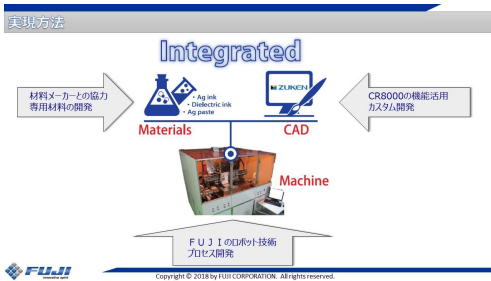 実現方法
Integrated
材料メーカーとの協力
専用材料の開発
• Ag ink
• Dielectric ink
• Ag paste
ZUKEN
CR8000の機能活用
カスタム開発
Materials
CAD
Machine
ＦＵＪＩのロボット技術
プロセス開発
FUJI
innovative spirit
Copyright © 2018 by FUJI CORPORATION. All rights reserved.